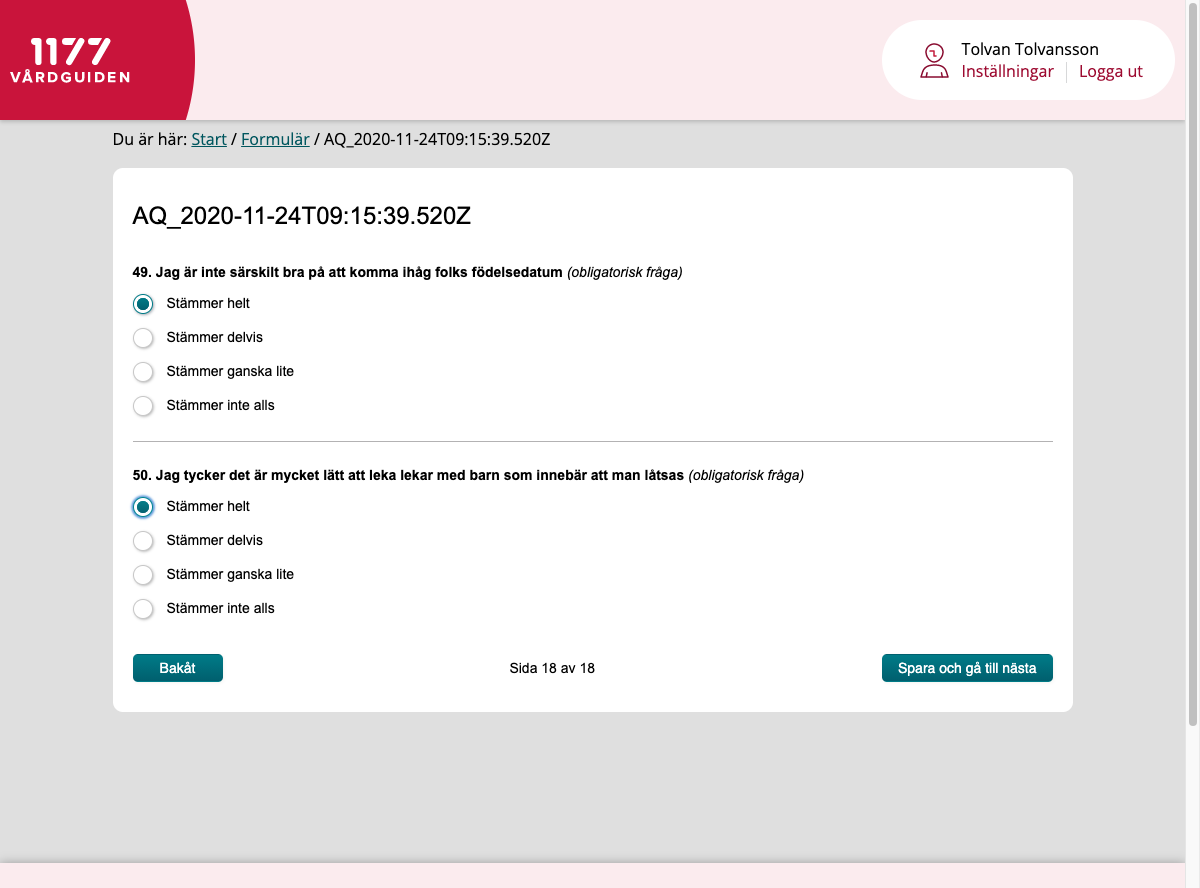 1177
VÅRDGUIDEN
Tolvan Tolvansson
Inställningar Logga ut
Du är här: Start / Formulär / AQ_2020-11-24T09:15:39.520Z
AQ_2020-11-24T09:15:39.520Z
49. Jag är inte särskilt bra på att komma ihåg folks födelsedatum (obligatorisk fråga)
Stämmer helt
Stämmer delvis
Stämmer ganska lite
Stämmer inte alls
50. Jag tycker det är mycket lätt att leka lekar med barn som innebär att man låtsas (obligatorisk fråga)
Stämmer helt
Stämmer delvis
Stämmer ganska lite
Stämmer inte alls
Bakåt Sida 18 av 18 Spara och gå till nästa